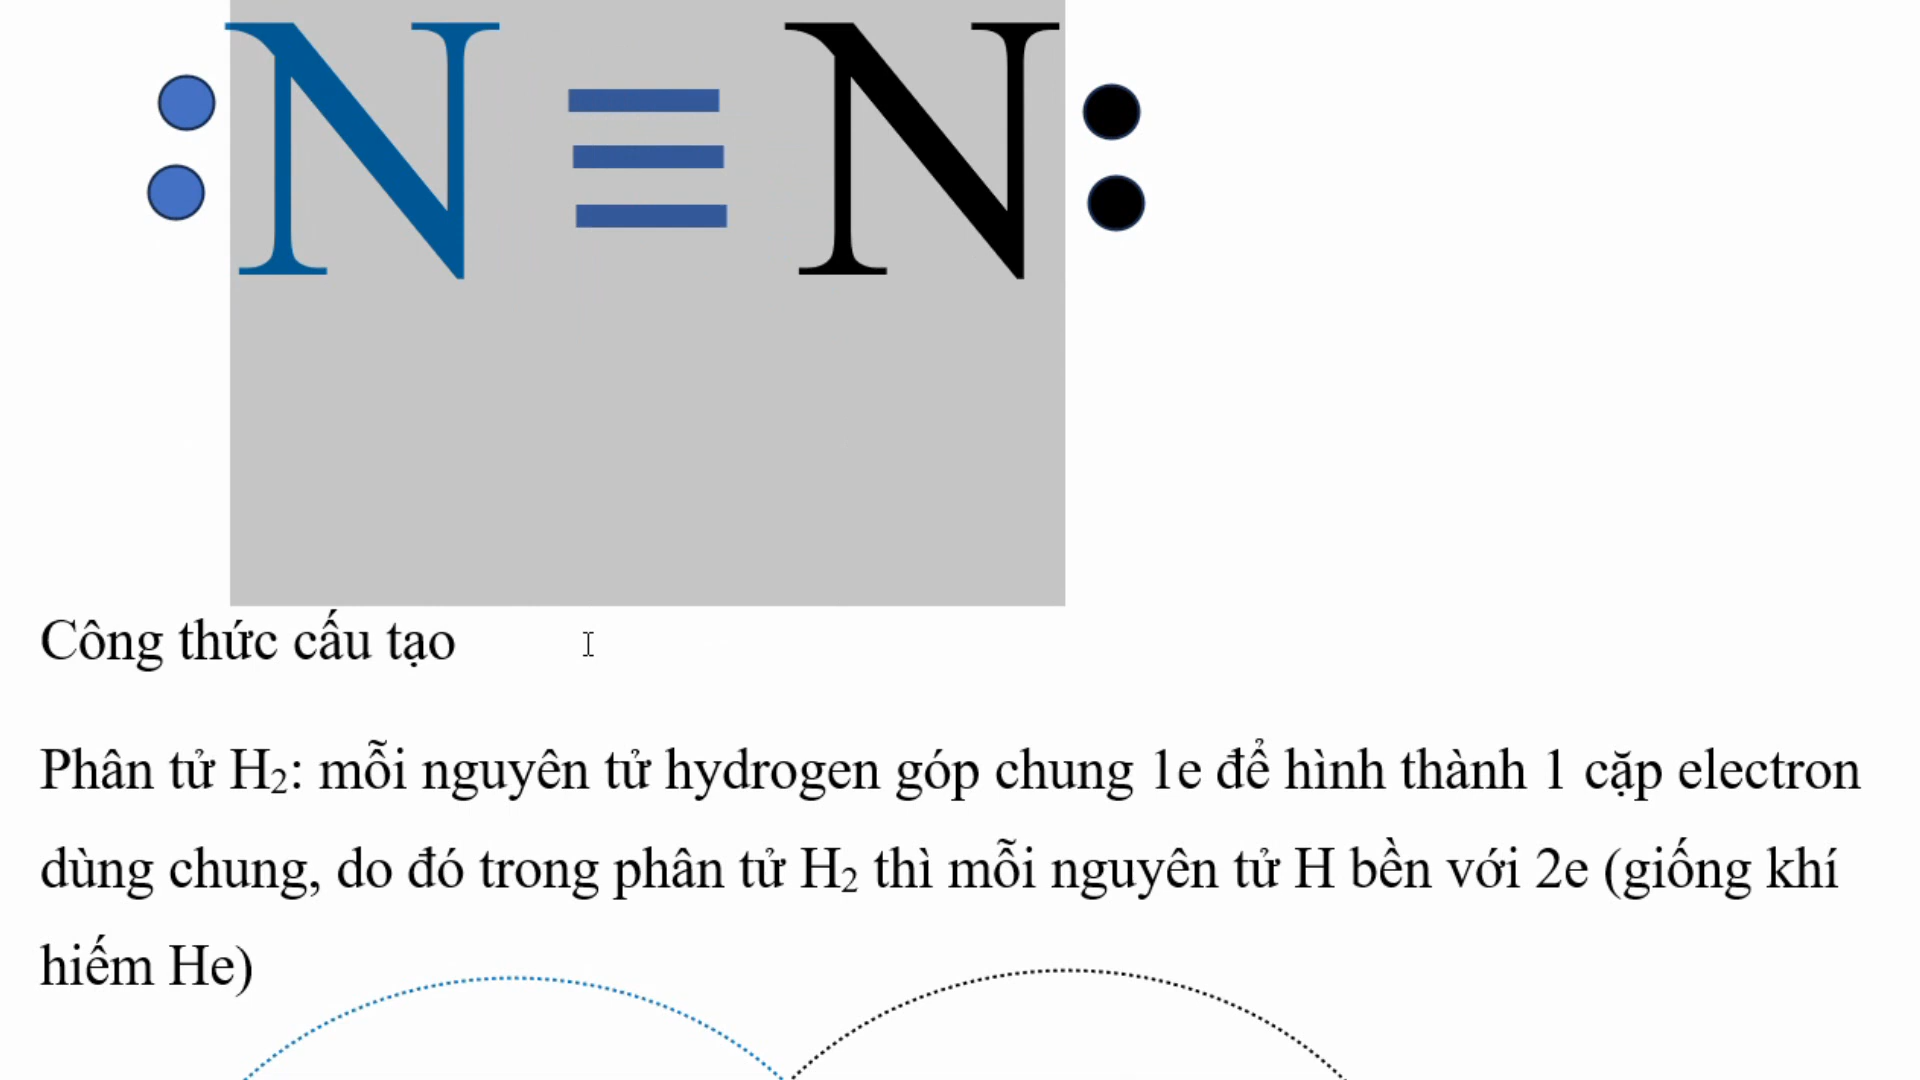 N ≡ N
Công thức cấu tạo
Phân tử H₂: mỗi nguyên tử hydrogen góp chung 1e để hình thành 1 cặp electron
dùng chung, do đó trong phân tử H₂ thì mỗi nguyên tử H bền với 2e (giống khí
hiếm He)